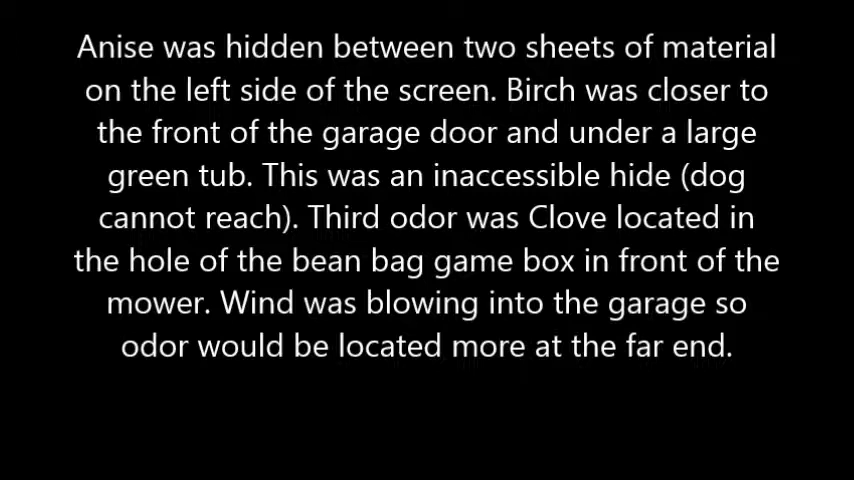 Anise was hidden between two sheets of material
on the left side of the screen. Birch was closer to
the front of the garage door and under a large
green tub. This was an inaccessible hide (dog
cannot reach). Third odor was Clove located in
the hole of the bean bag game box in front of the
mower. Wind was blowing into the garage so
odor would be located more at the far end.